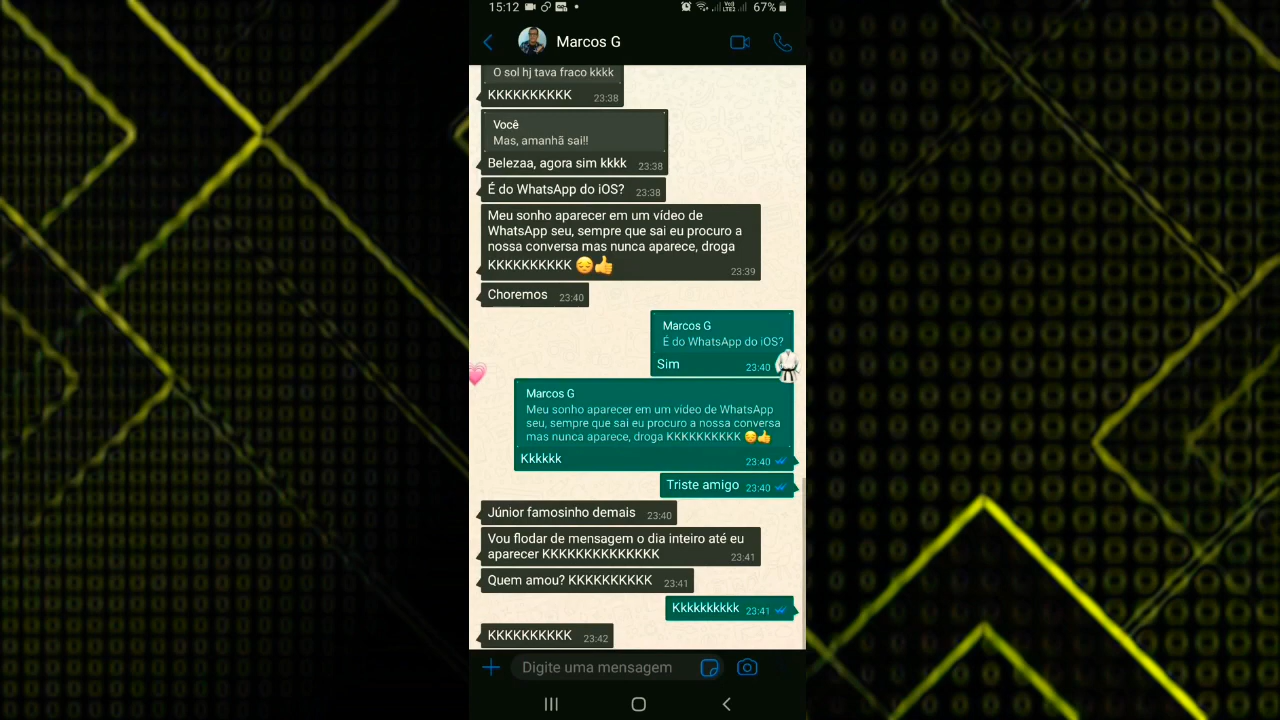 15:12
67%
Marcos G
O sol hj tava fraco kkkk
KKKKKKKKKK 23:38
Você
Mas, amanhã sai!!
Belezaa, agora sim kkkk 23:38
É do WhatsApp do iOS? 23:38
Meu sonho aparecer em um vídeo de
WhatsApp seu, sempre que sai eu procuro a
nossa conversa mas nunca aparece, droga
KKKKKKKKKK 😔👍 23:39
Choremos 23:40
Marcos G
É do WhatsApp do iOS?
Sim 23:40
Marcos G
Meu sonho aparecer em um vídeo de WhatsApp
seu, sempre que sai eu procuro a nossa conversa
mas nunca aparece, droga KKKKKKKKKK 😔👍
Kkkkkk 23:40
Triste amigo 23:40
Júnior famosinho demais 23:40
Vou flodar de mensagem o dia inteiro até eu
aparecer KKKKKKKKKKKKKK 23:41
Quem amou? KKKKKKKKKK 23:41
Kkkkkkkkkk 23:41
KKKKKKKKKK 23:42
Digite uma mensagem